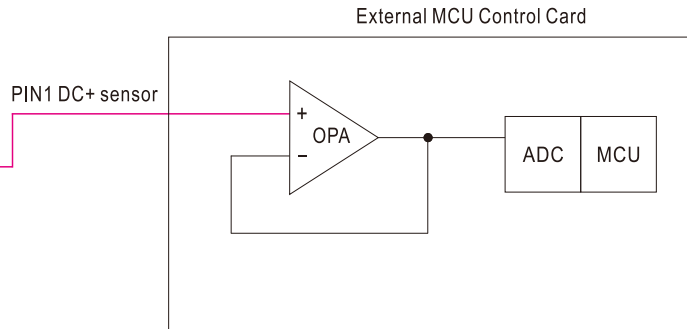 External MCU Control Card
PIN1 DC+ sensor
+
OPA
−
ADC
MCU